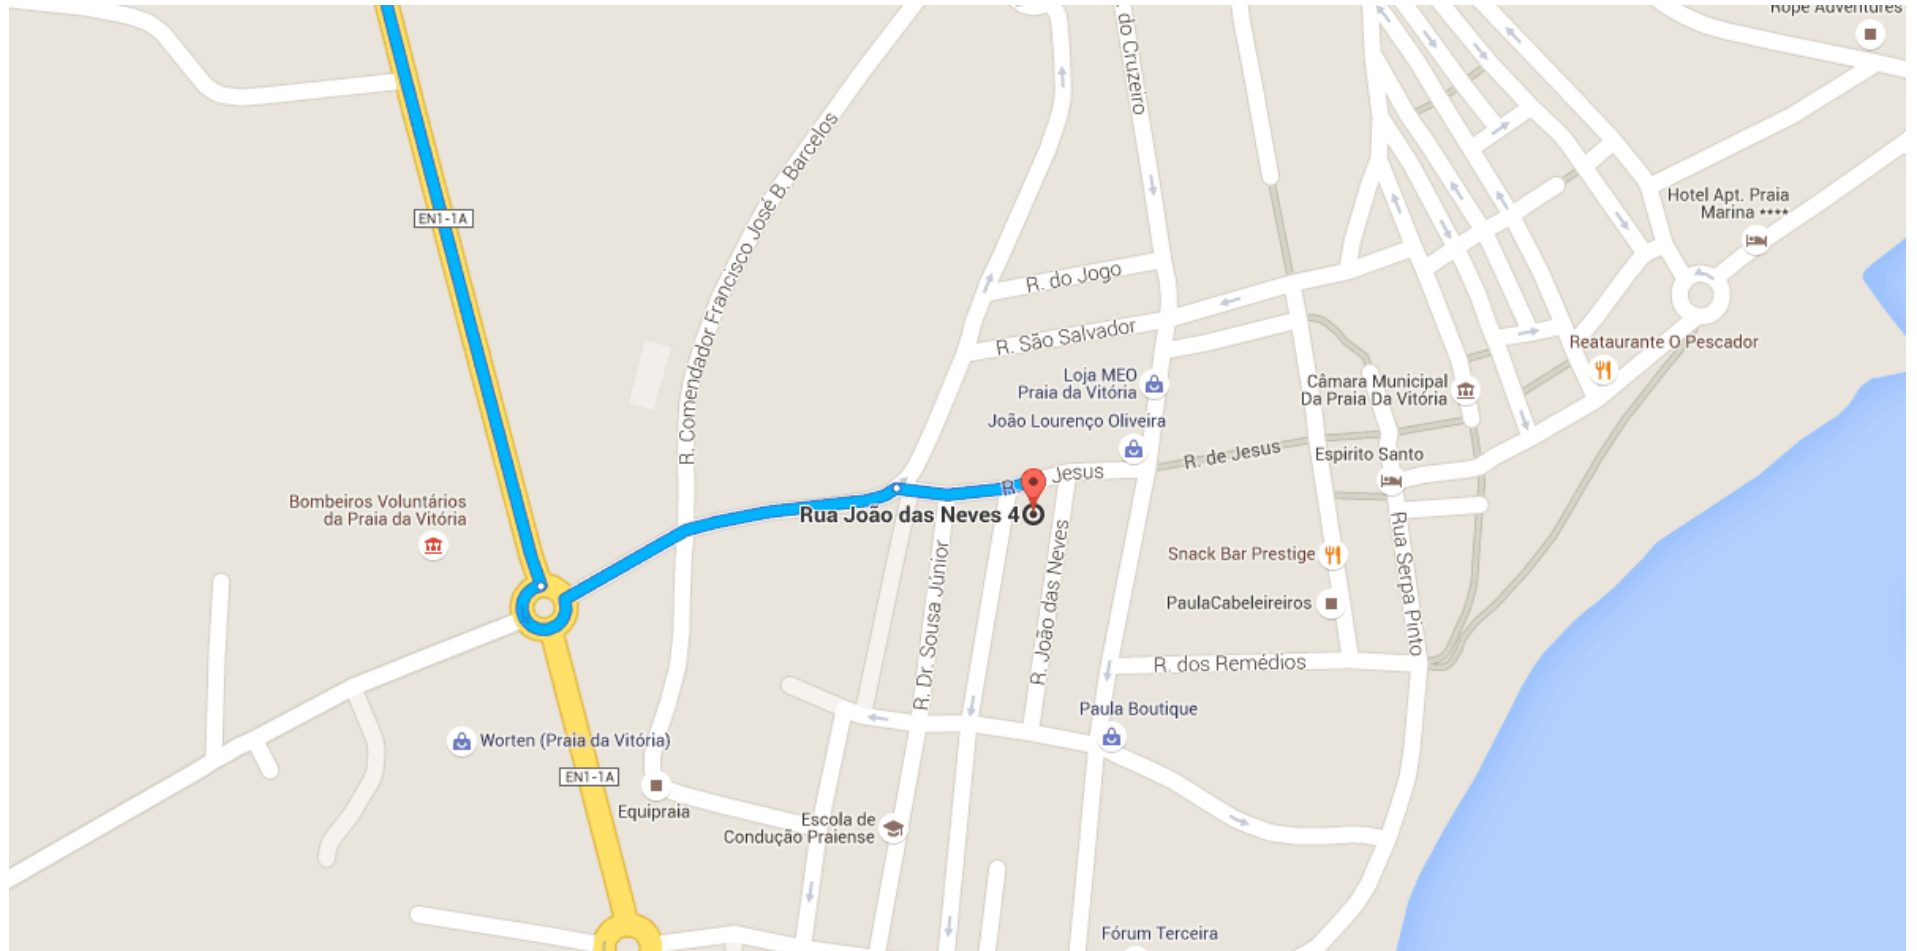 Rope Adventures
do Cruzeiro
R. Comendador Francisco José B. Barcelos
EN1-1A
Hotel Apt. Praia
Marina ****
R. do Jogo
R. São Salvador
Reataurante O Pescador
Loja MEO
Praia da Vitória
Câmara Municipal
Da Praia Da Vitória
João Lourenço Oliveira
R. de Jesus
Espirito Santo
R.
Jesus
Bombeiros Voluntários
da Praia da Vitória
Rua João das Neves 4
Snack Bar Prestige
Rua Serpa Pinto
R. Dr. Sousa Júnior
R. João das Neves
PaulaCabeleireiros
R. dos Remédios
Paula Boutique
Worten (Praia da Vitória)
EN1-1A
Equipraia
Escola de
Condução Praiense
Fórum Terceira